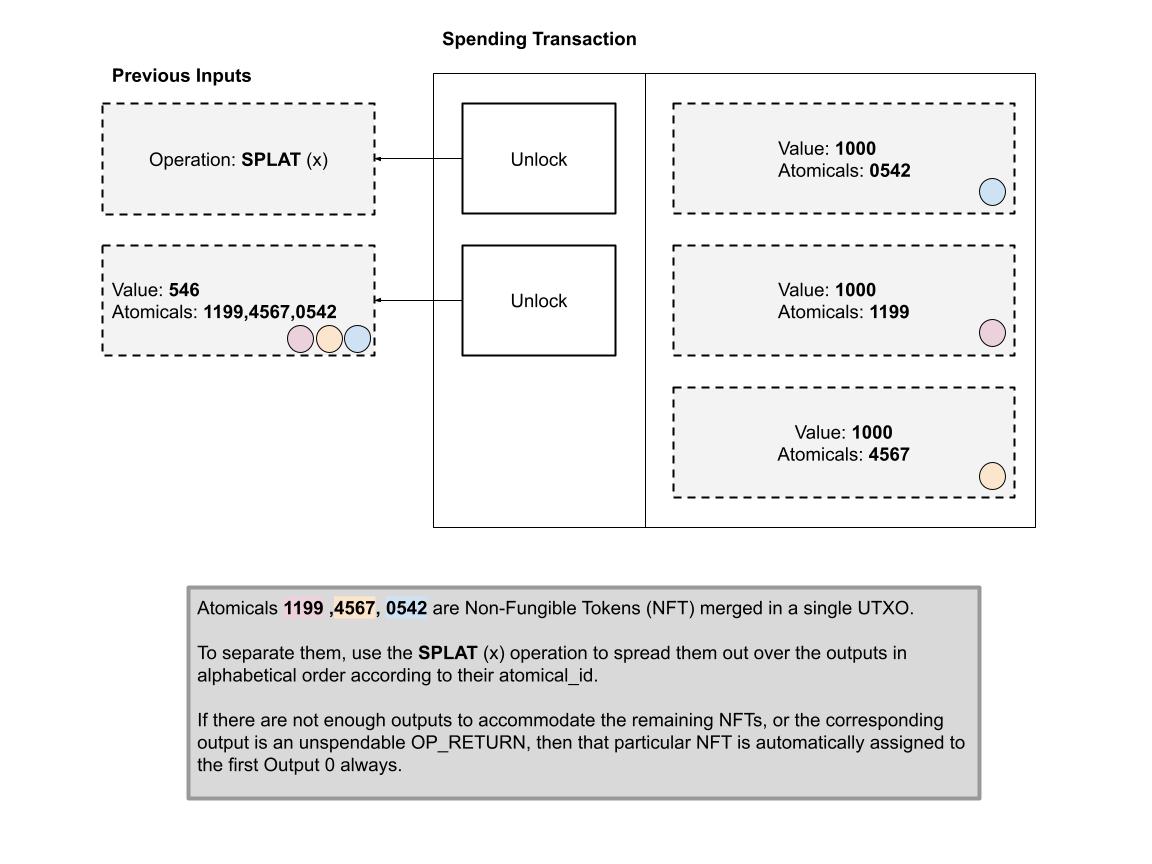 Spending Transaction
Previous Inputs
Operation: SPLAT (x)
Unlock
Value: 1000
Atomicals: 0542
Value: 546
Atomicals: 1199,4567,0542
Unlock
Value: 1000
Atomicals: 1199
Value: 1000
Atomicals: 4567
Atomicals 1199 ,4567, 0542 are Non-Fungible Tokens (NFT) merged in a single UTXO.
To separate them, use the SPLAT (x) operation to spread them out over the outputs in
alphabetical order according to their atomical_id.
If there are not enough outputs to accommodate the remaining NFTs, or the corresponding
output is an unspendable OP_RETURN, then that particular NFT is automatically assigned to
the first Output 0 always.